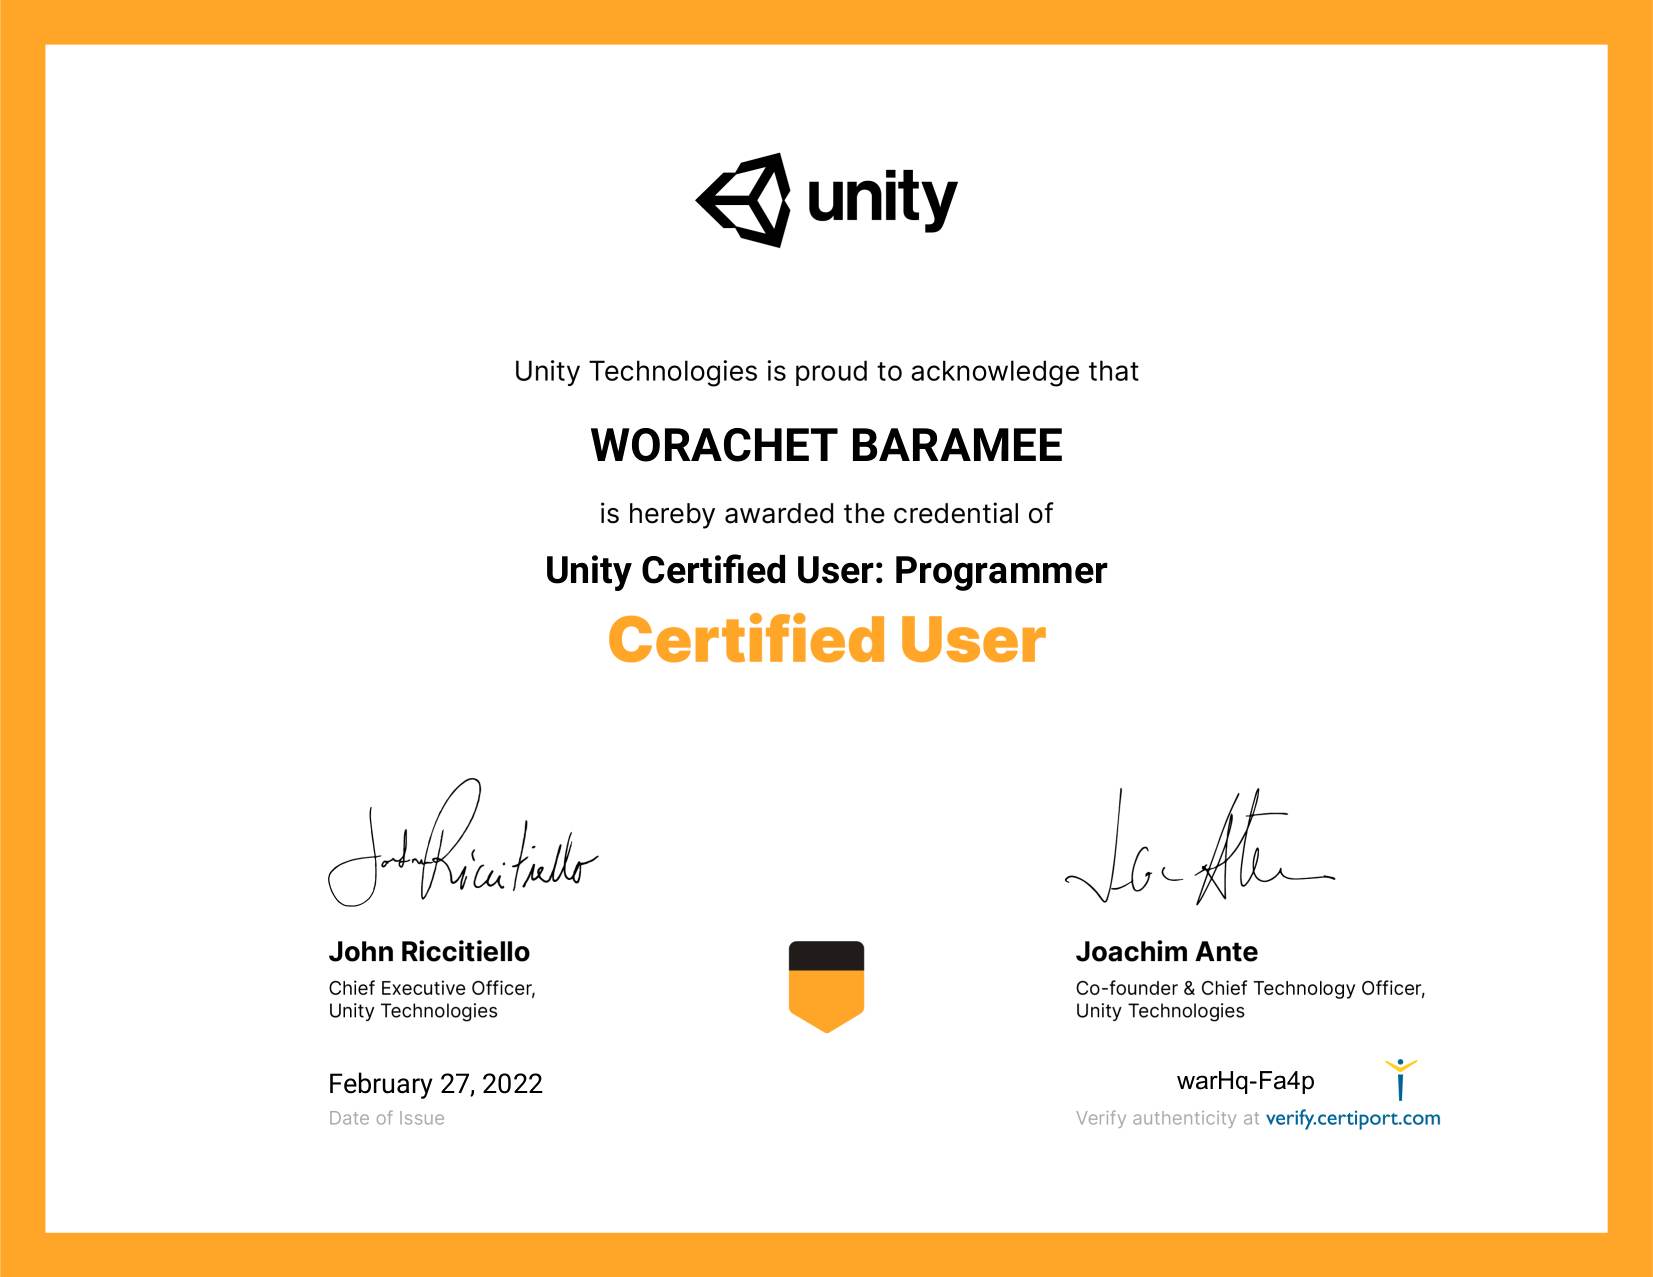 unity
Unity Technologies is proud to acknowledge that
WORACHET BARAMEE
is hereby awarded the credential of
Unity Certified User: Programmer
Certified User
John Riccitiello
John Riccitiello
Chief Executive Officer,
Unity Technologies
February 27, 2022
Date of Issue
Joachim Ante
Co-founder & Chief Technology Officer,
Unity Technologies
warHq-Fa4p
Verify authenticity at verify.certiport.com